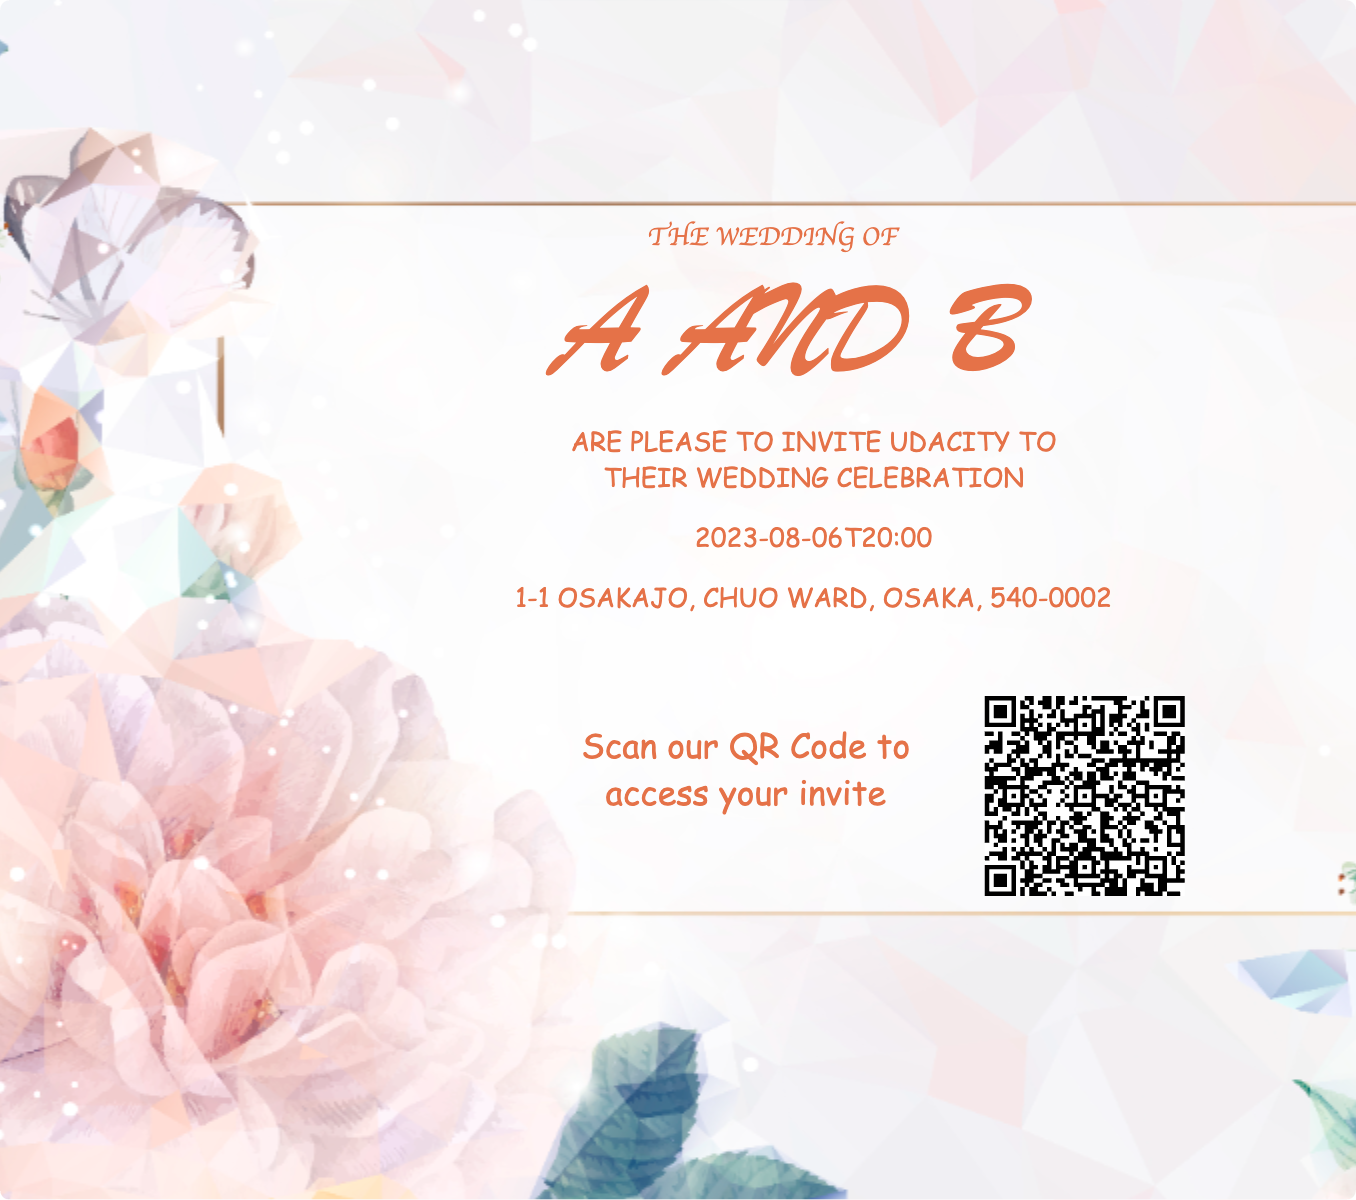 THE WEDDING OF
A AND B
ARE PLEASE TO INVITE UDACITY TO
THEIR WEDDING CELEBRATION
2023-08-06T20:00
1-1 OSAKAJO, CHUO WARD, OSAKA, 540-0002
Scan our QR Code to
access your invite